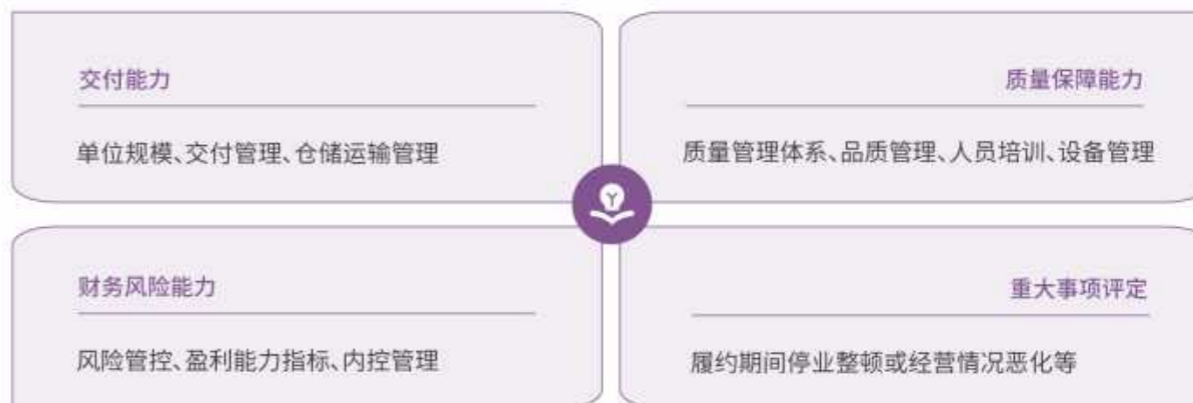 交付能力
单位规模、交付管理、仓储运输管理
质量保障能力
质量管理体系、品质管理、人员培训、设备管理
财务风险能力
风险管控、盈利能力指标、内控管理
重大事项评定
履约期间停业整顿或经营情况恶化等